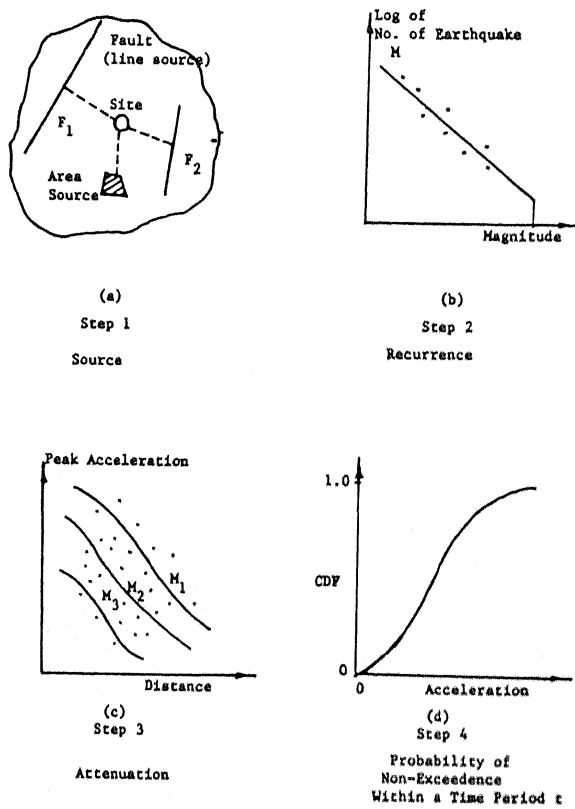 Fault
(line source)
Site
F1
F2
Area
Source
(a)
Step 1
Source
Log of
No. of Earthquake
M
Magnitude
(b)
Step 2
Recurrence
Peak Acceleration
M1
M2
M3
Distance
(c)
Step 3
Attenuation
1.0
CDF
0
0
Acceleration
(d)
Step 4
Probability of
Non-Exceedence
Within a Time Period t